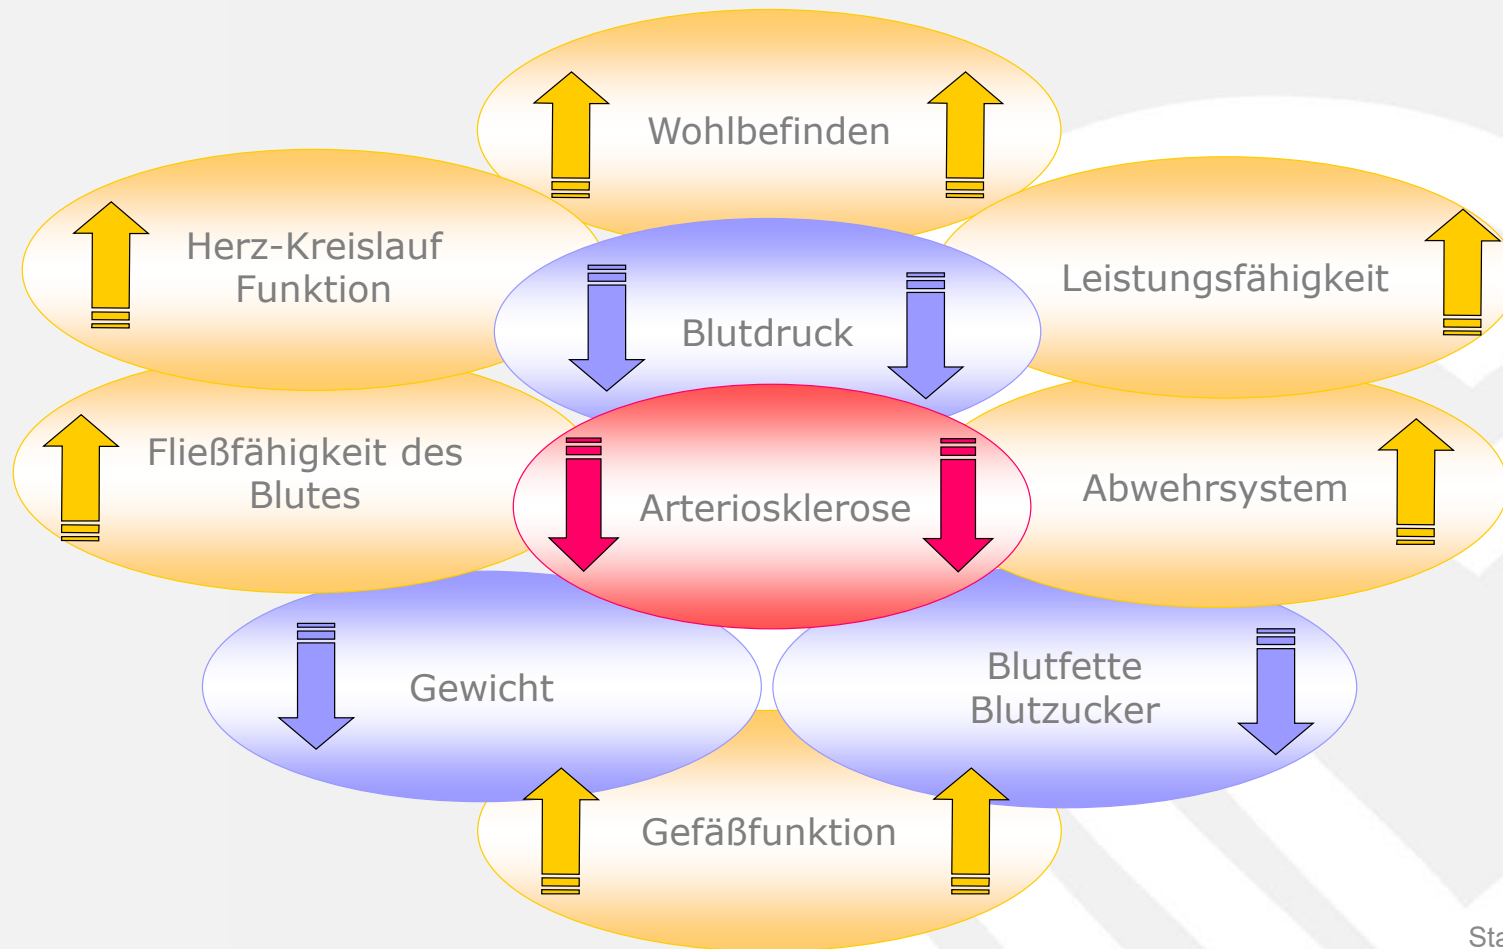 Wohlbefinden
Herz-Kreislauf
Funktion
Leistungsfähigkeit
Blutdruck
Fließfähigkeit des
Blutes
Arteriosklerose
Abwehrsystem
Gewicht
Blutfette
Blutzucker
Gefäßfunktion